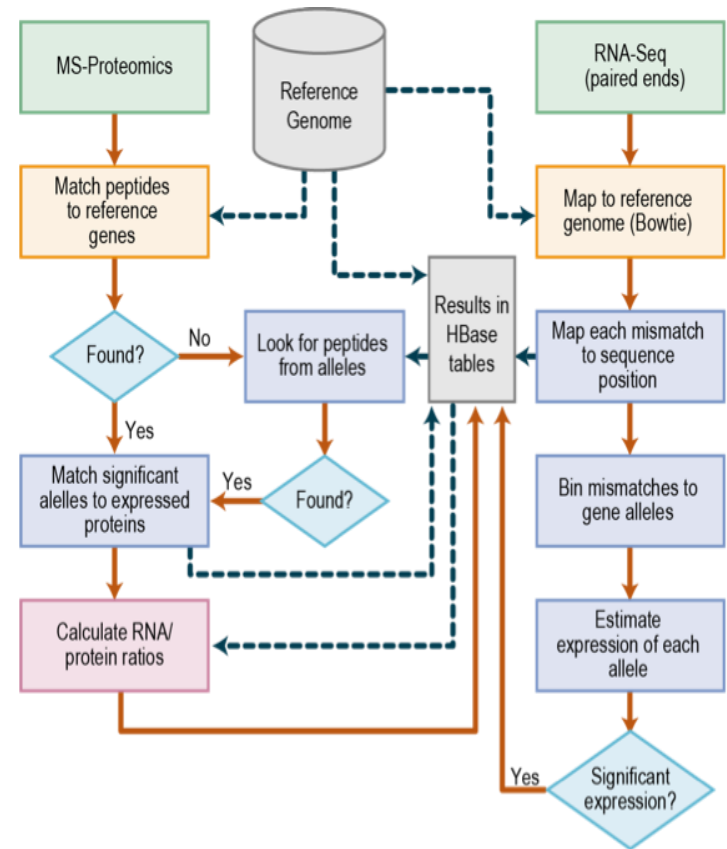 MS-Proteomics
Reference
Genome
RNA-Seq
(paired ends)
Match peptides
to reference
genes
Map to reference
genome (Bowtie)
Found?
No
Look for peptides
from alleles
Results in
HBase
tables
Map each mismatch
to sequence
position
Yes
Match significant
alelles to expressed
proteins
Yes
Found?
Bin mismatches to
gene alleles
Calculate RNA/
protein ratios
Estimate
expression of each
allele
Yes
Significant
expression?